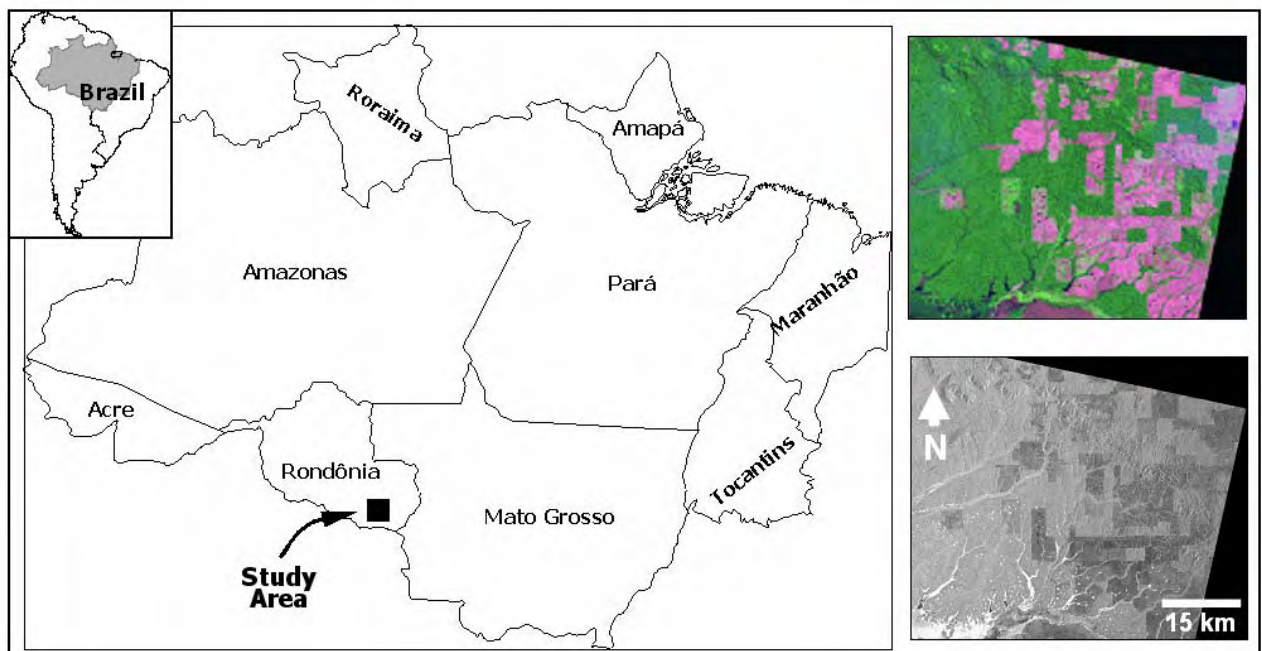 Brazil
Roraima
Amapá
Amazonas
Pará
Maranhão
Acre
Rondônia
Tocantins
Mato Grosso
Study
Area
N
15 km